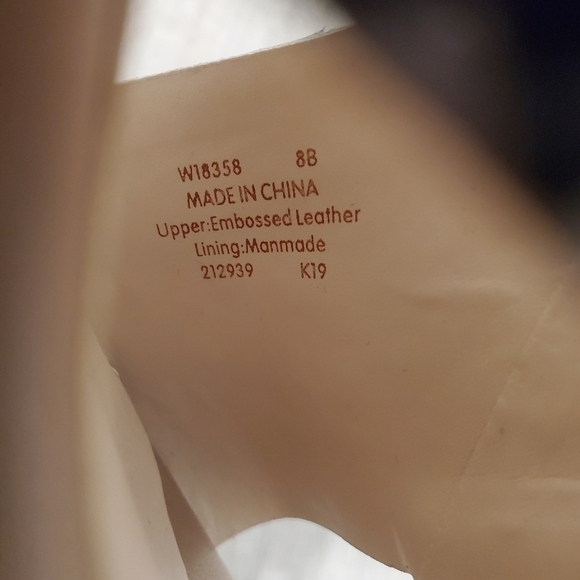 W18358 8B
MADE IN CHINA
Upper:Embossed Leather
Lining:Manmade
212939 K19